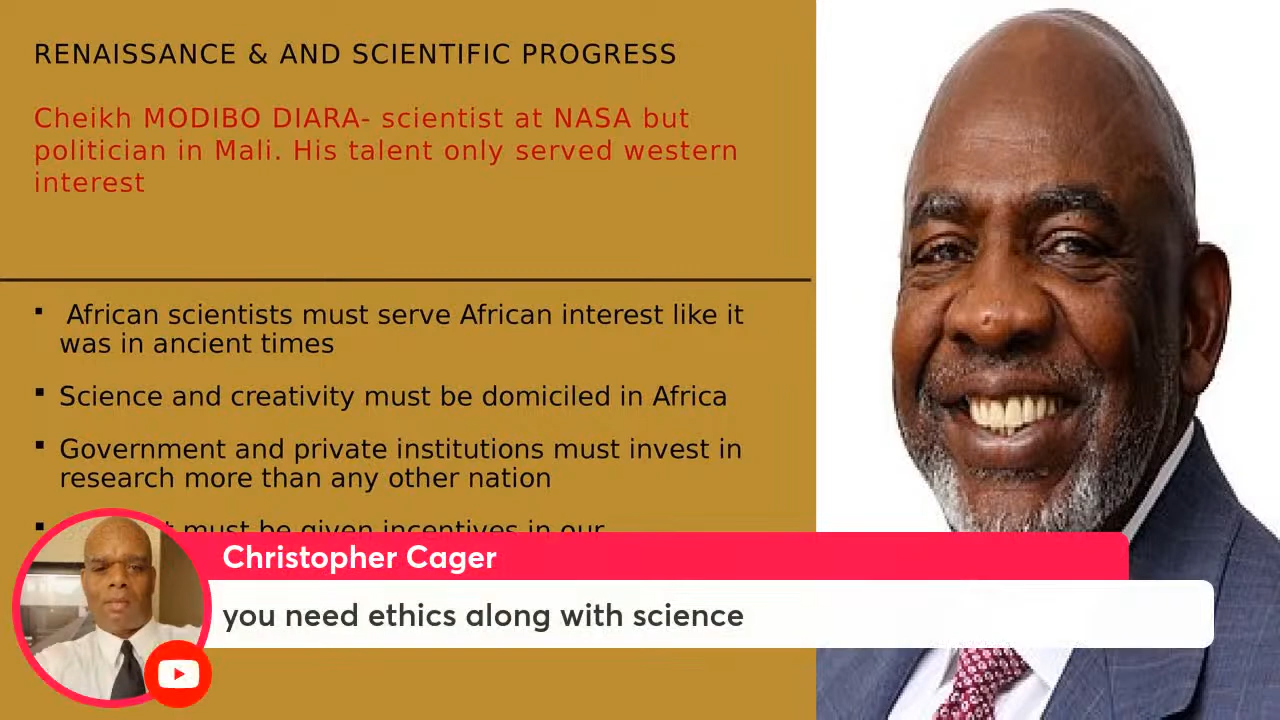 RENAISSANCE & AND SCIENTIFIC PROGRESS
Cheikh MODIBO DIARA- scientist at NASA but
politician in Mali. His talent only served western
interest
African scientists must serve African interest like it
was in ancient times
Science and creativity must be domiciled in Africa
Government and private institutions must invest in
research more than any other nation
must be given incentives in our
Christopher Cager
you need ethics along with science